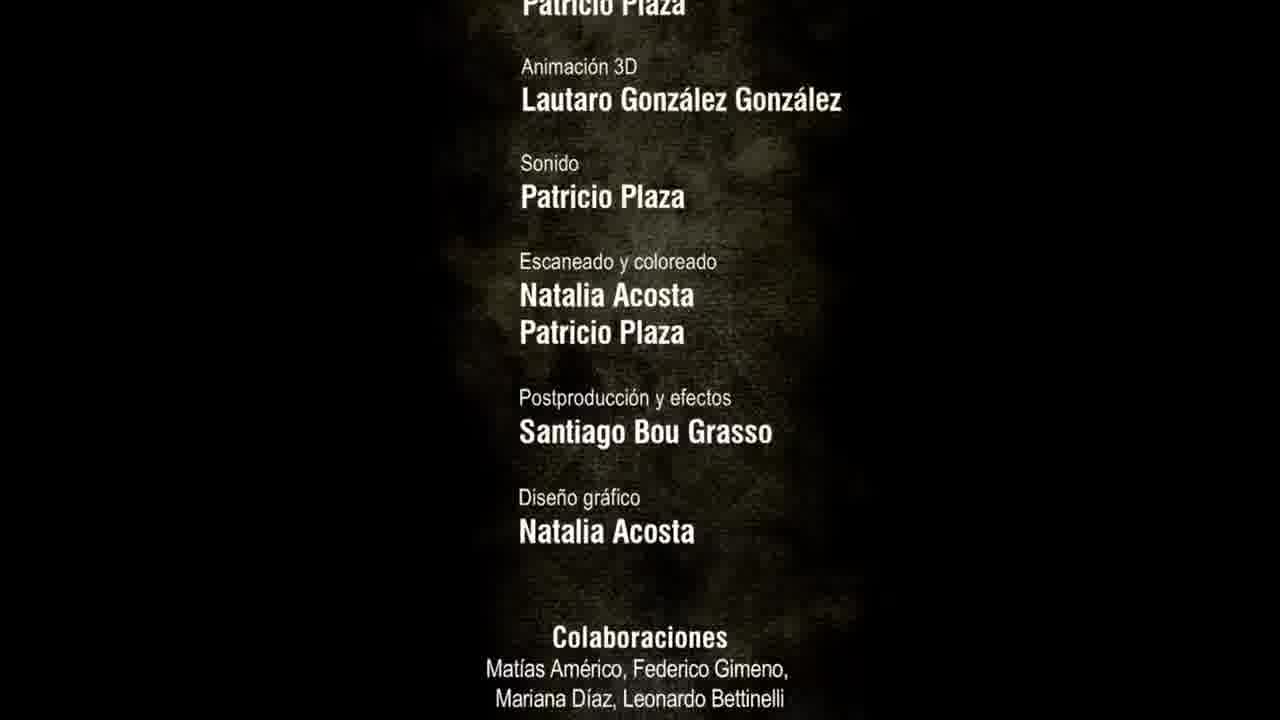 Patricio Plaza
Animación 3D
Lautaro González González
Sonido
Patricio Plaza
Escaneado y coloreado
Natalia Acosta
Patricio Plaza
Postproducción y efectos
Santiago Bou Grasso
Diseño gráfico
Natalia Acosta
Colaboraciones
Matías Américo, Federico Gimeno,
Mariana Díaz, Leonardo Bettinelli